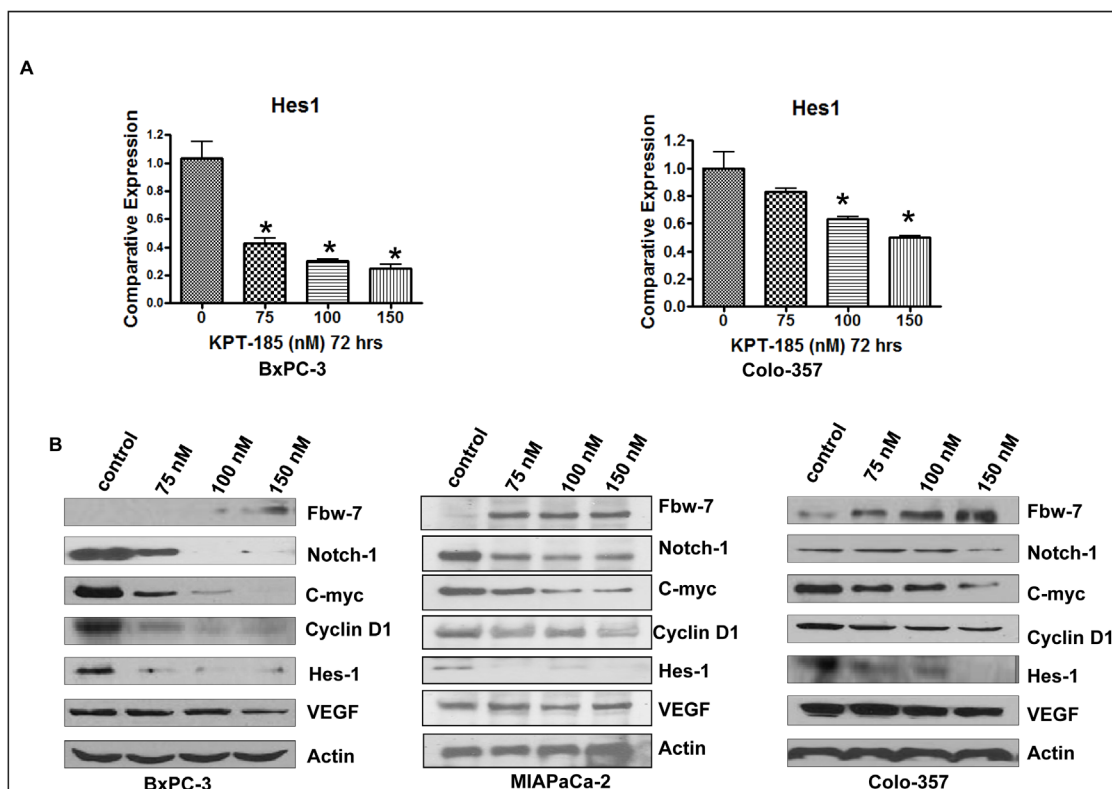 A
Hes1
Comparative Expression
1.2
1.0
0.8
0.6
0.4
0.2
0.0
* * *
0 75 100 150
KPT-185 (nM) 72 hrs
BxPC-3
Hes1
Comparative Expression
1.2
1.0
0.8
0.6
0.4
0.2
0.0
* *
0 75 100 150
KPT-185 (nM) 72 hrs
Colo-357
B
control 75 nM 100 nM 150 nM
Fbw-7
Notch-1
C-myc
Cyclin D1
Hes-1
VEGF
Actin
BxPC-3
control 75 nM 100 nM 150 nM
Fbw-7
Notch-1
C-myc
Cyclin D1
Hes-1
VEGF
Actin
MIAPaCa-2
control 75 nM 100 nM 150 nM
Fbw-7
Notch-1
C-myc
Cyclin D1
Hes-1
VEGF
Actin
Colo-357